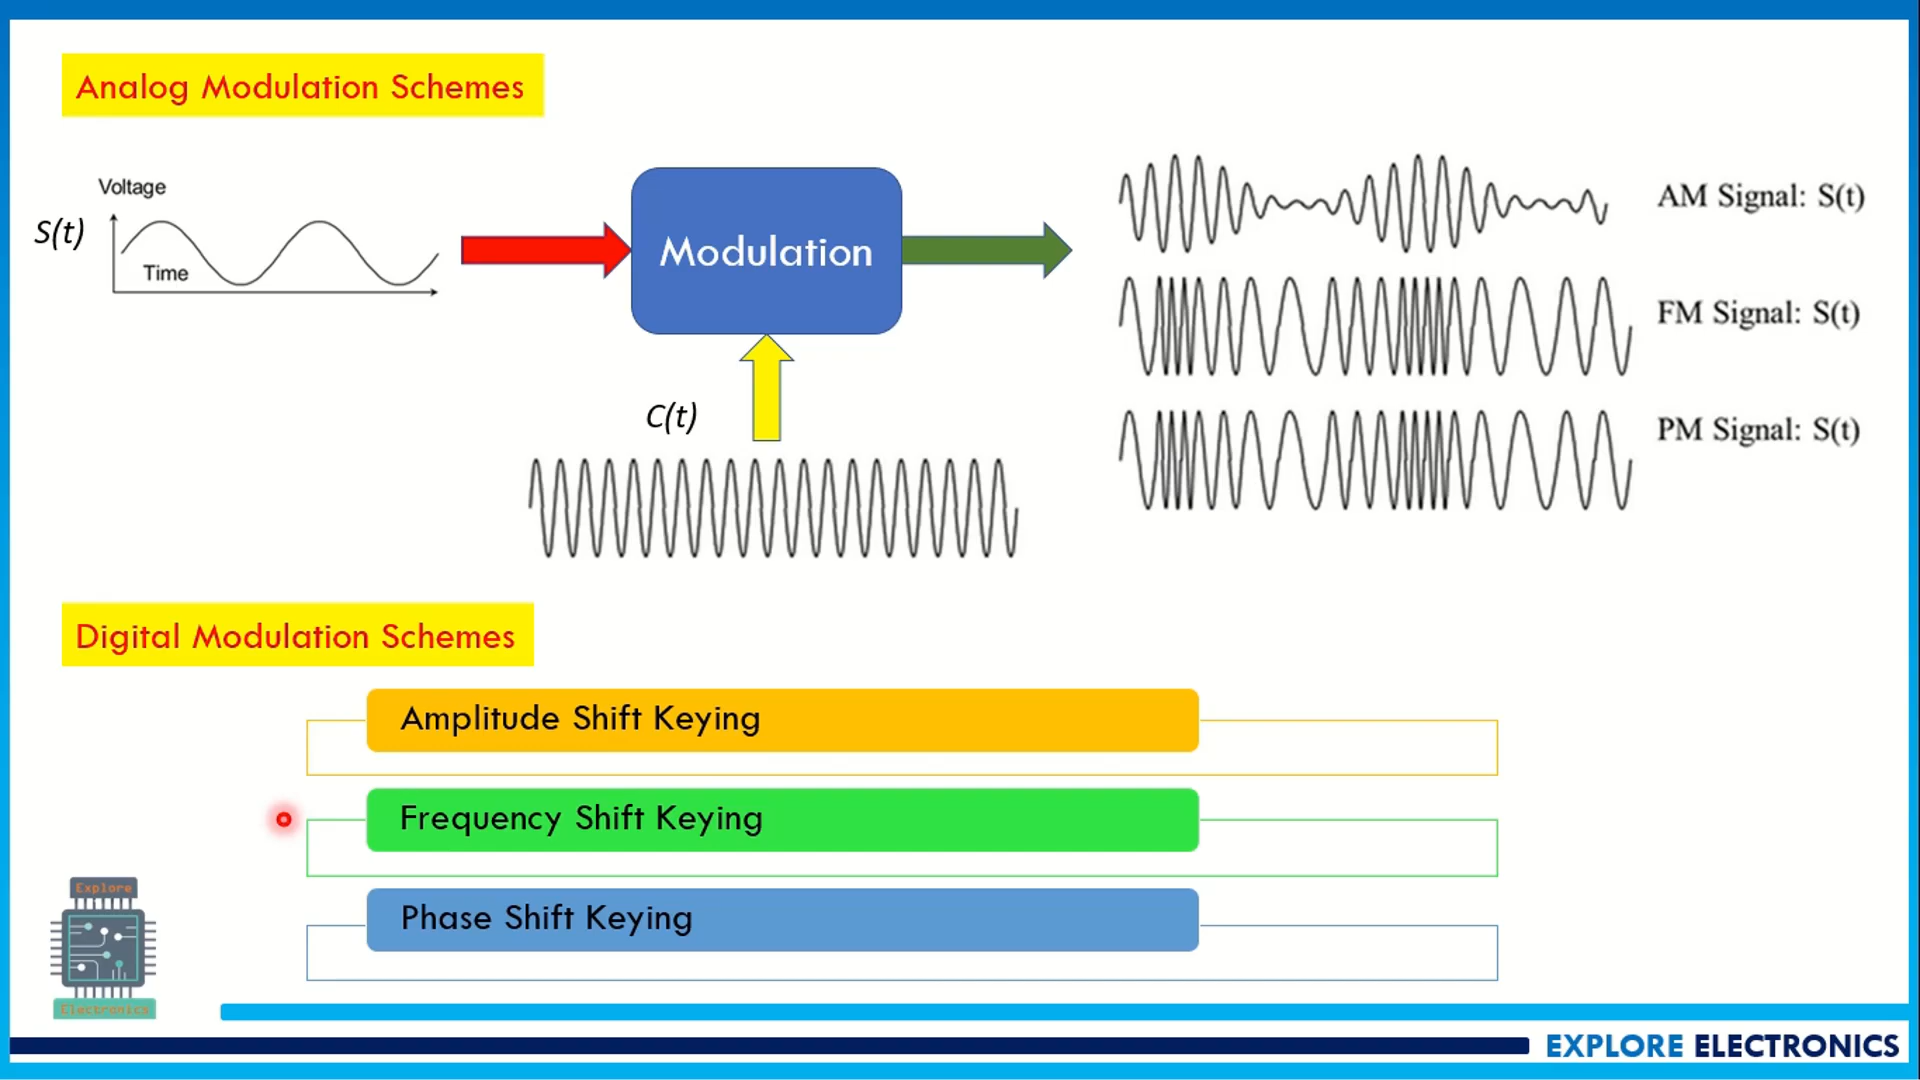 Analog Modulation Schemes
Voltage
S(t)
Time
Modulation
C(t)
AM Signal: S(t)
FM Signal: S(t)
PM Signal: S(t)
Digital Modulation Schemes
Amplitude Shift Keying
Frequency Shift Keying
Phase Shift Keying
Explore
Electronics
EXPLORE ELECTRONICS